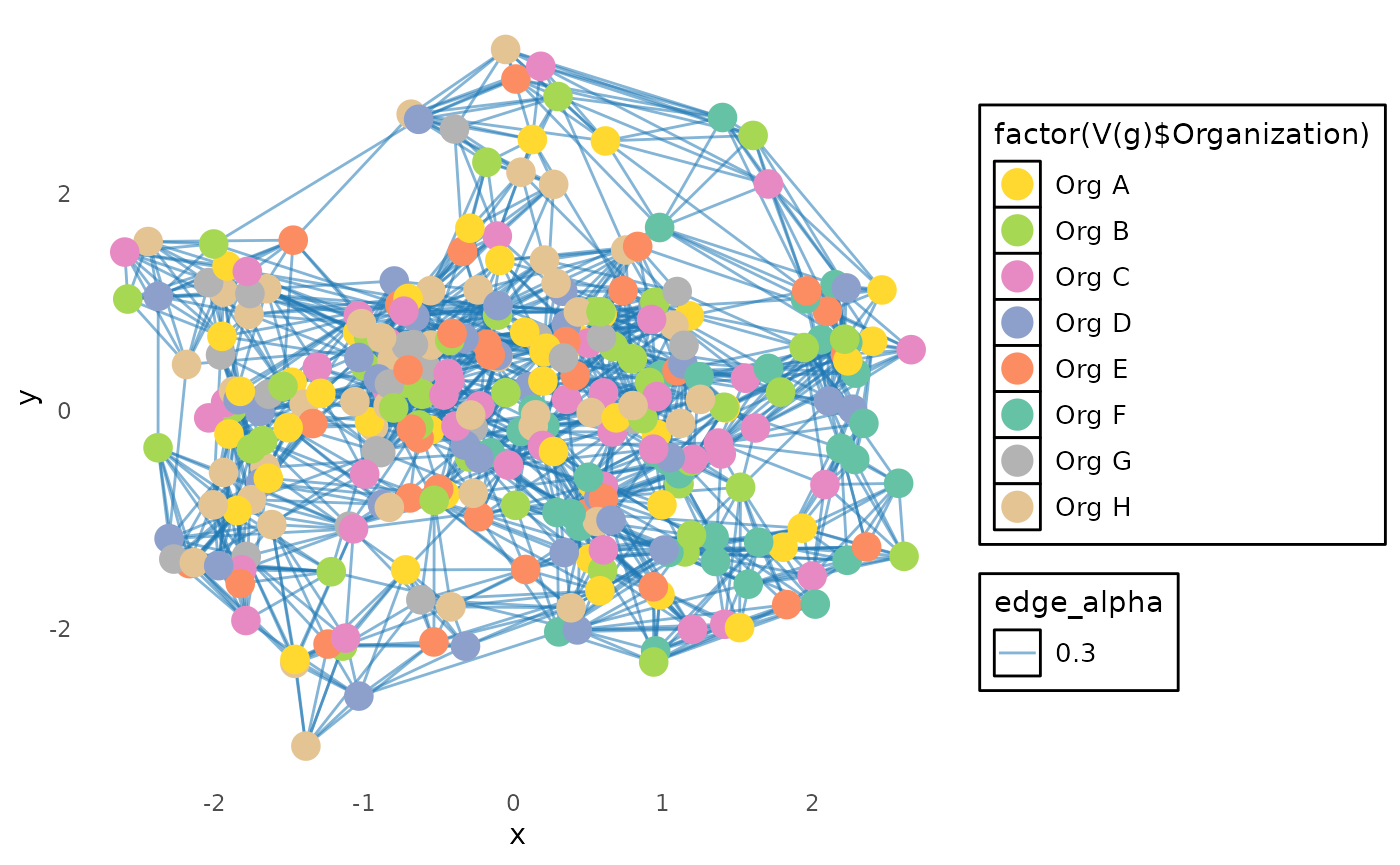 2
0
-2
y
-2 -1 0 1 2
x
factor(V(g)$Organization)
Org A
Org B
Org C
Org D
Org E
Org F
Org G
Org H
edge_alpha
0.3